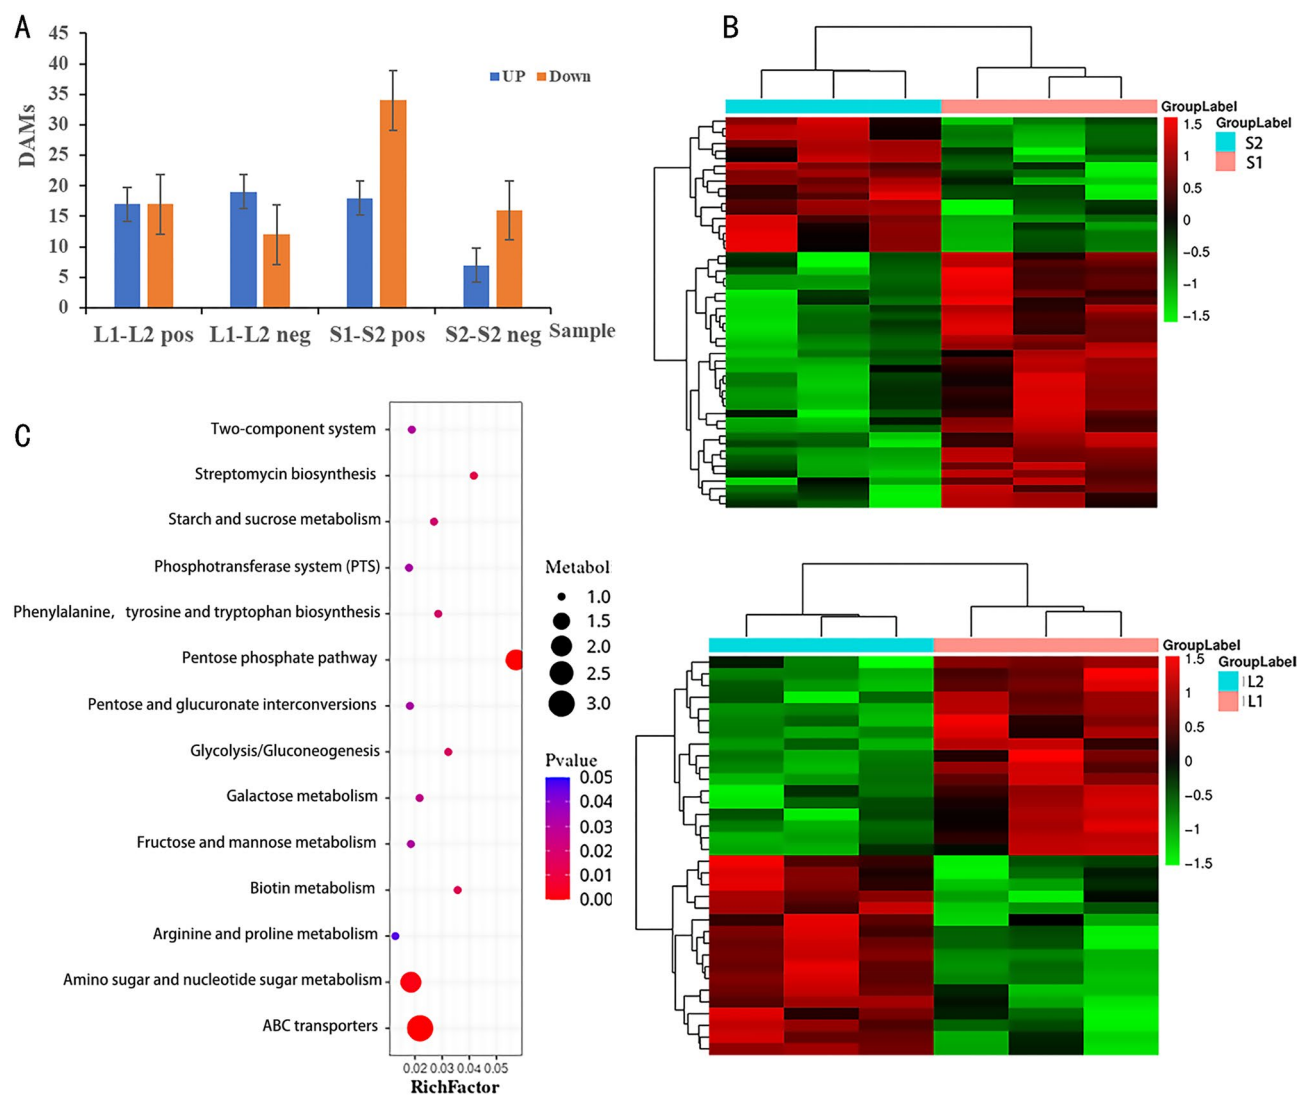 A
45
40
35
30
25
20
15
10
5
0
DAMs
UP Down
L1-L2 pos L1-L2 neg S1-S2 pos S2-S2 neg Sample
B
GroupLabel
1.5
1
0.5
0
−0.5
−1
−1.5
GroupLabel
S2
S1
C
Two-component system
Streptomycin biosynthesis
Starch and sucrose metabolism
Phosphotransferase system (PTS)
Phenylalanine, tyrosine and tryptophan biosynthesis
Pentose phosphate pathway
Pentose and glucuronate interconversions
Glycolysis/Gluconeogenesis
Galactose metabolism
Fructose and mannose metabolism
Biotin metabolism
Arginine and proline metabolism
Amino sugar and nucleotide sugar metabolism
ABC transporters
0.02 0.03 0.04 0.05
RichFactor
Metabol
1.0
1.5
2.0
2.5
3.0
Pvalue
0.05
0.04
0.03
0.02
0.01
0.00
GroupLabel
1.5
1
0.5
0
−0.5
−1
−1.5
GroupLabel
L2
L1